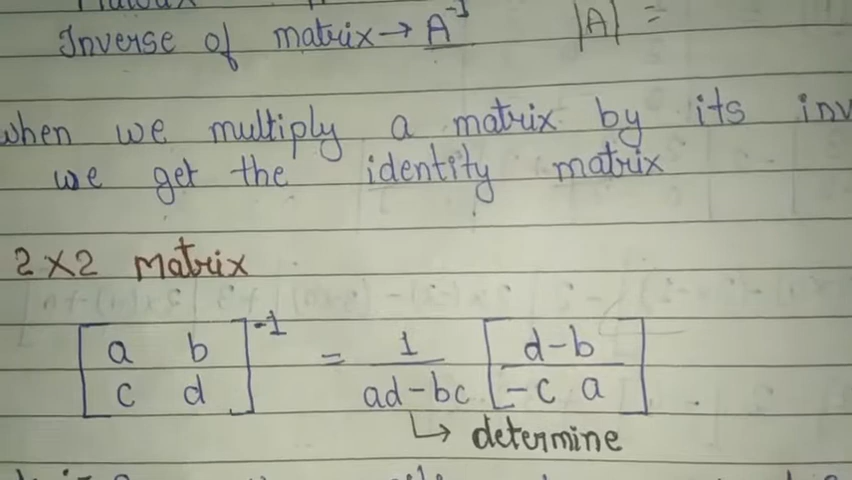 Inverse of matrix → A⁻¹ |A| =
when we multiply a matrix by its inv
we get the identity matrix
2×2 Matrix
[a b
c d]⁻¹ = 1/(ad-bc) [d -b
-c a]
↳ determine